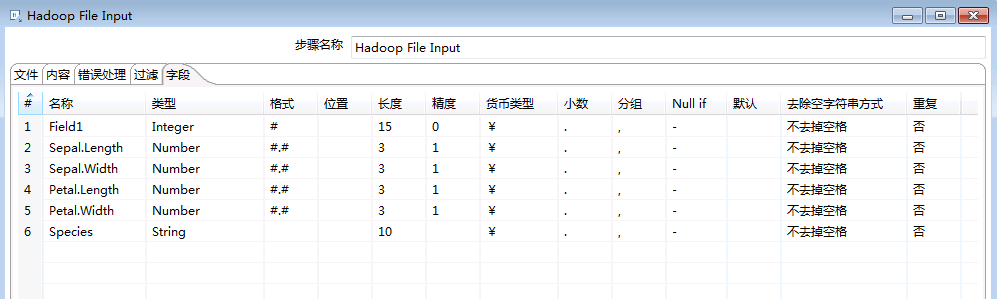 Hadoop File Input
步骤名称 Hadoop File Input
文件 内容 错误处理 过滤 字段
# 名称 类型 格式 位置 长度 精度 货币类型 小数 分组 Null if 默认 去除空字符串方式 重复
1 Field1 Integer # 15 0 ¥ . , - 不去掉空格 否
2 Sepal.Length Number #.# 3 1 ¥ . , - 不去掉空格 否
3 Sepal.Width Number #.# 3 1 ¥ . , - 不去掉空格 否
4 Petal.Length Number #.# 3 1 ¥ . , - 不去掉空格 否
5 Petal.Width Number #.# 3 1 ¥ . , - 不去掉空格 否
6 Species String 10 ¥ . , - 不去掉空格 否